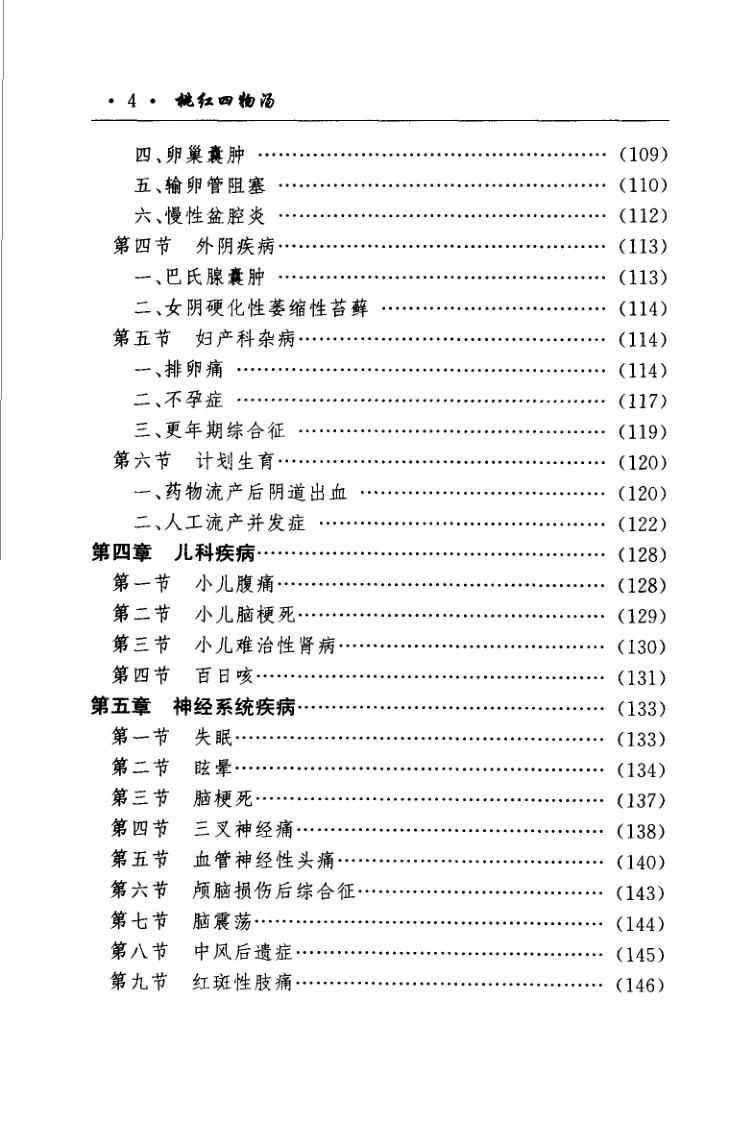 · 4 · 桃红四物汤
四、卵巢囊肿 …………………………………………… (109)
五、输卵管阻塞 ………………………………………… (110)
六、慢性盆腔炎 ………………………………………… (112)
第四节 外阴疾病………………………………………… (113)
一、巴氏腺囊肿 ………………………………………… (113)
二、女阴硬化性萎缩性苔藓 …………………………… (114)
第五节 妇产科杂病……………………………………… (114)
一、排卵痛 ……………………………………………… (114)
二、不孕症 ……………………………………………… (117)
三、更年期综合征 ……………………………………… (119)
第六节 计划生育………………………………………… (120)
一、药物流产后阴道出血 ……………………………… (120)
二、人工流产并发症 …………………………………… (122)
第四章 儿科疾病…………………………………………… (128)
第一节 小儿腹痛………………………………………… (128)
第二节 小儿脑梗死……………………………………… (129)
第三节 小儿难治性肾病………………………………… (130)
第四节 百日咳…………………………………………… (131)
第五章 神经系统疾病……………………………………… (133)
第一节 失眠……………………………………………… (133)
第二节 眩晕……………………………………………… (134)
第三节 脑梗死…………………………………………… (137)
第四节 三叉神经痛……………………………………… (138)
第五节 血管神经性头痛………………………………… (140)
第六节 颅脑损伤后综合征……………………………… (143)
第七节 脑震荡…………………………………………… (144)
第八节 中风后遗症……………………………………… (145)
第九节 红斑性肢痛……………………………………… (146)